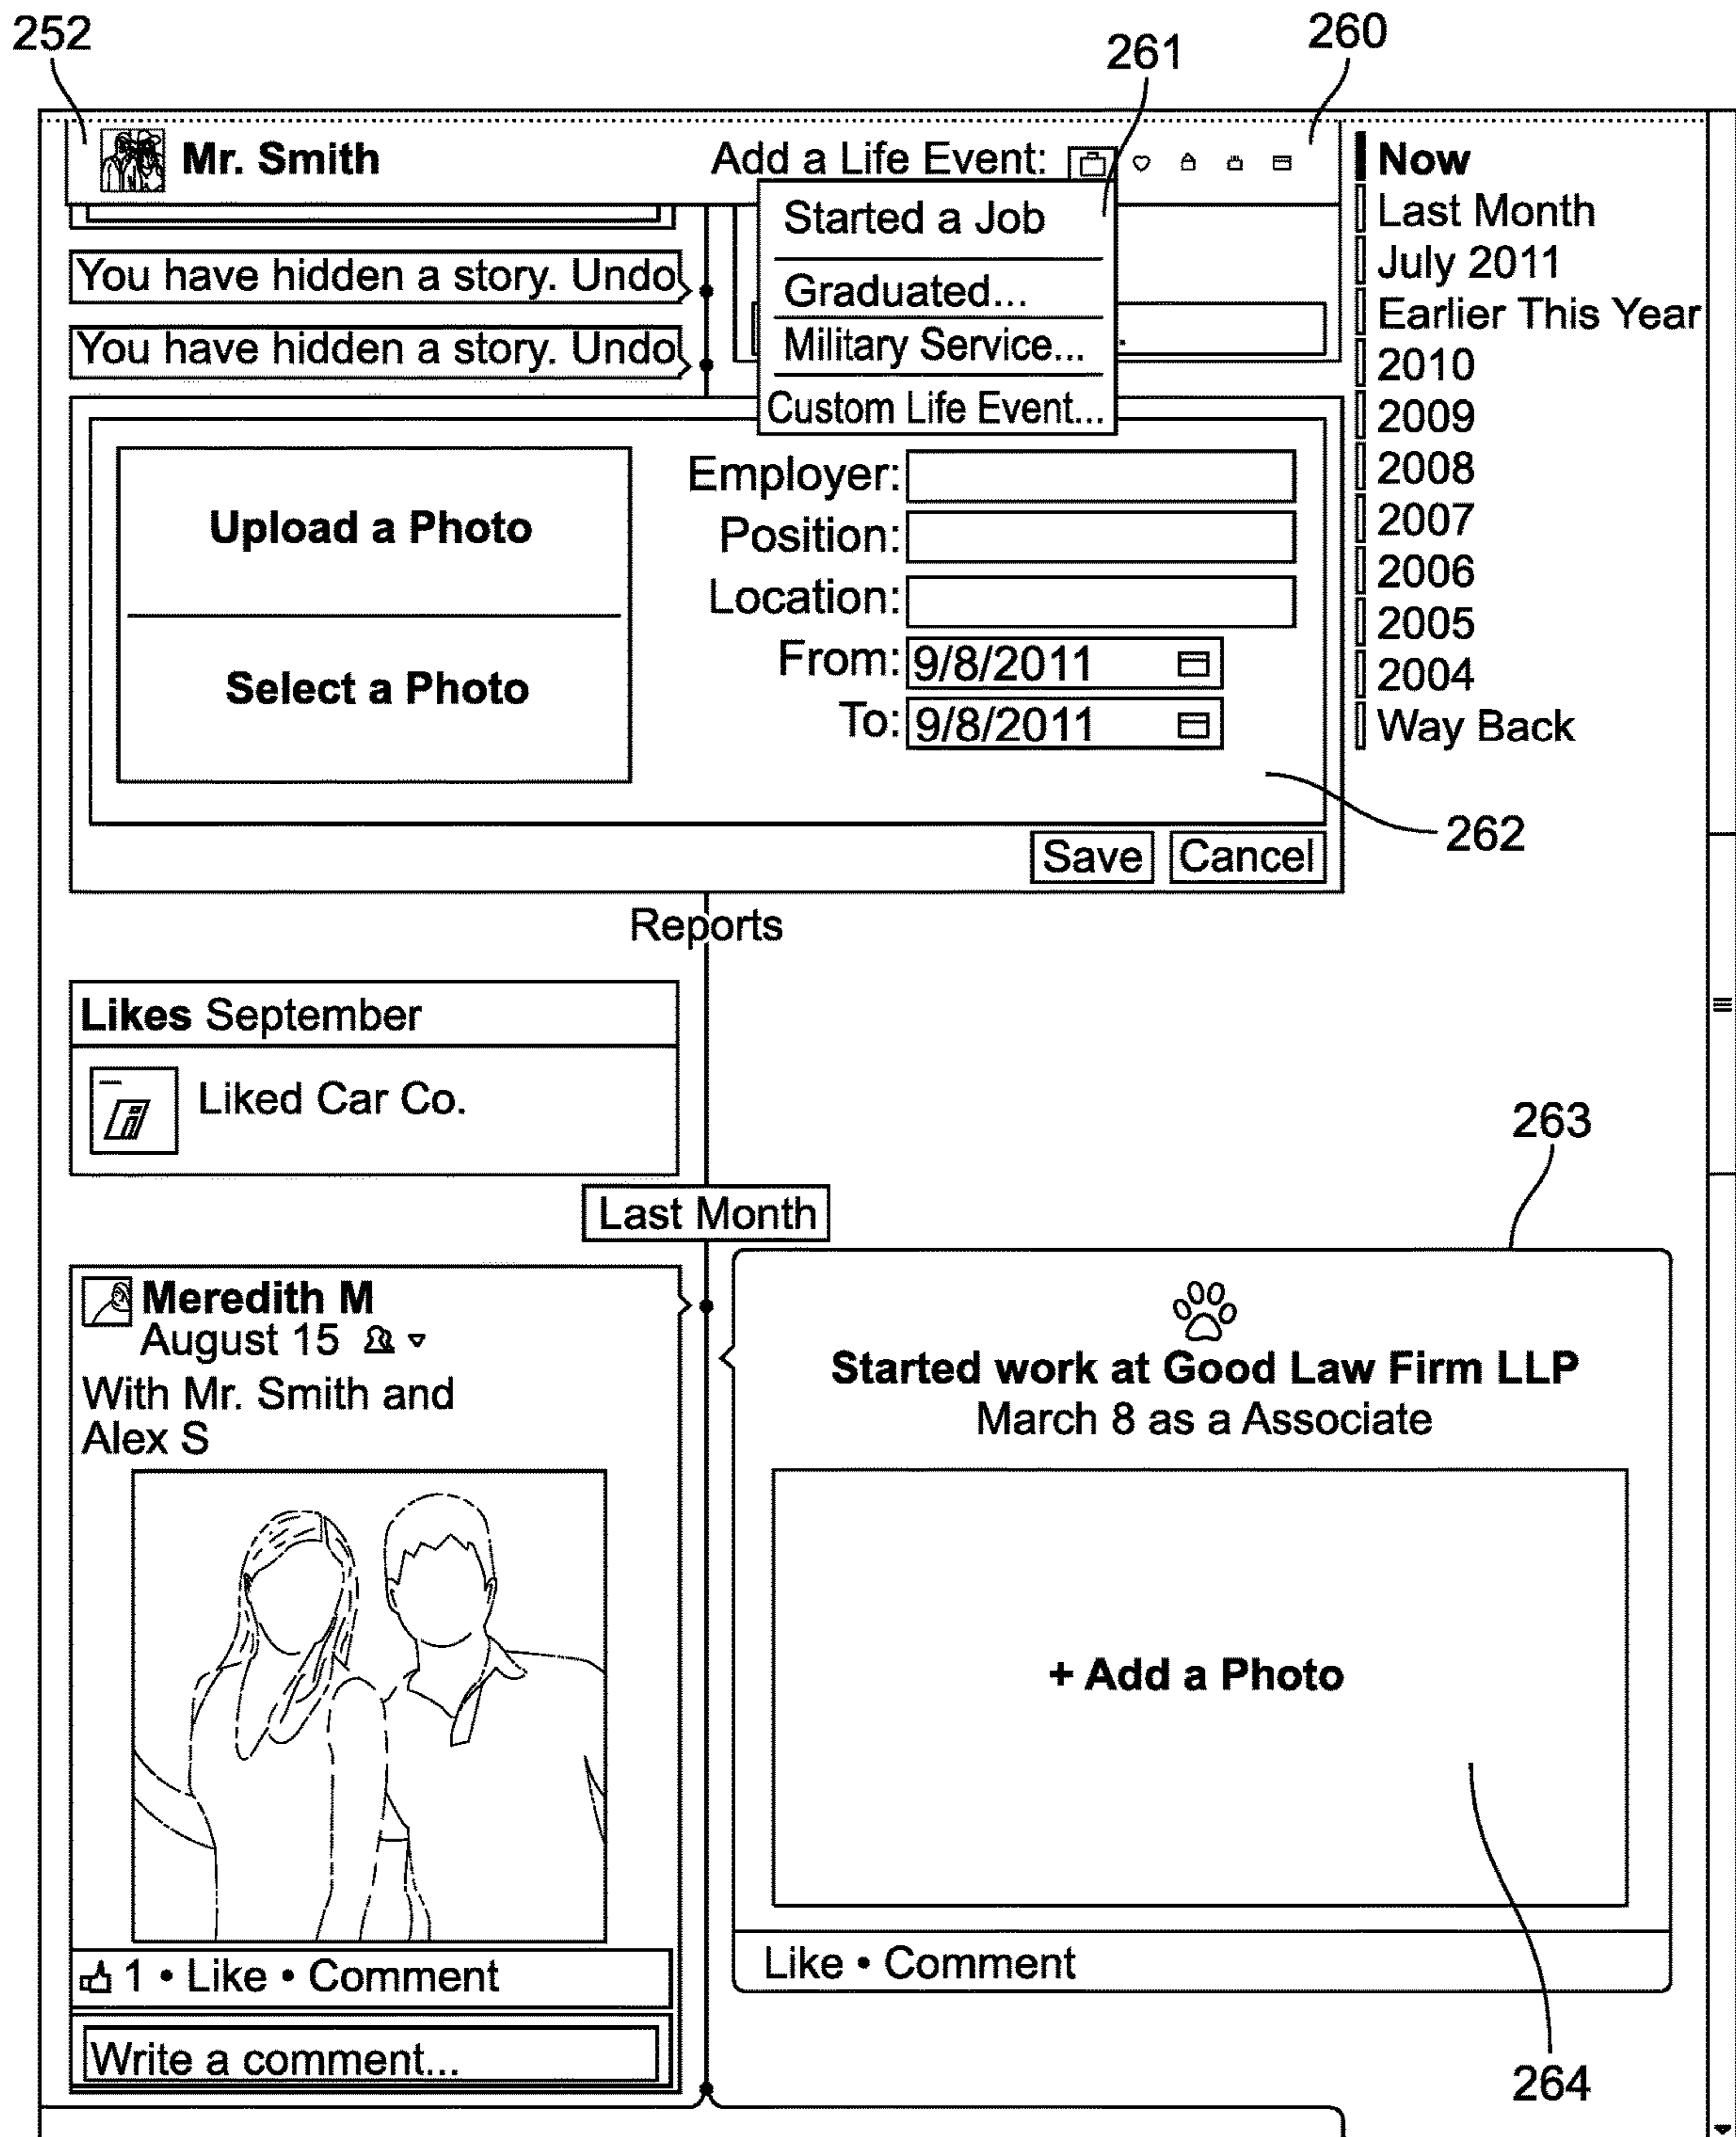 252
261
260
Mr. Smith
Add a Life Event:
Started a Job
Graduated...
Military Service...
Custom Life Event...
Now
Last Month
July 2011
Earlier This Year
2010
2009
2008
2007
2006
2005
2004
Way Back
You have hidden a story. Undo
You have hidden a story. Undo
Upload a Photo
Select a Photo
Employer:
Position:
Location:
From: 9/8/2011
To: 9/8/2011
262
Save Cancel
Reports
Likes September
Liked Car Co.
Last Month
263
Meredith M
August 15
With Mr. Smith and
Alex S
1 • Like • Comment
Write a comment...
Started work at Good Law Firm LLP
March 8 as a Associate
+ Add a Photo
Like • Comment
264